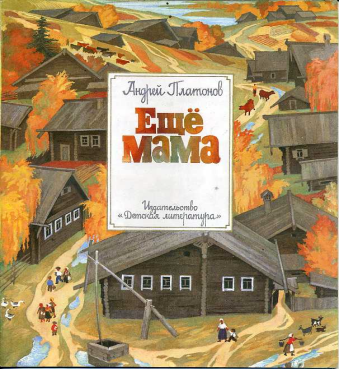 Андрей Платонов
Ещё
мама
Издательство
«Детская литература»